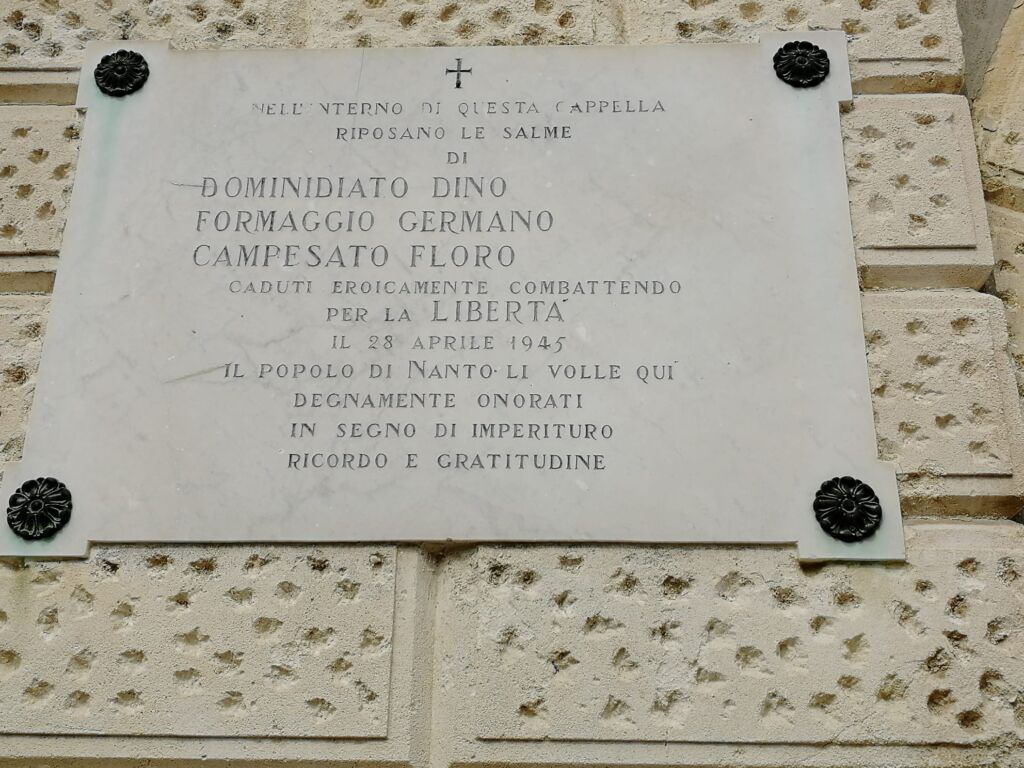 NELL'INTERNO DI QUESTA CAPPELLA
RIPOSANO LE SALME
DI
DOMINIDIATO DINO
FORMAGGIO GERMANO
CAMPESATO FLORO
CADUTI EROICAMENTE COMBATTENDO
PER LA LIBERTA'
IL 28 APRILE 1945
IL POPOLO DI NANTO·LI VOLLE QUI
DEGNAMENTE ONORATI
IN SEGNO DI IMPERITURO
RICORDO E GRATITUDINE